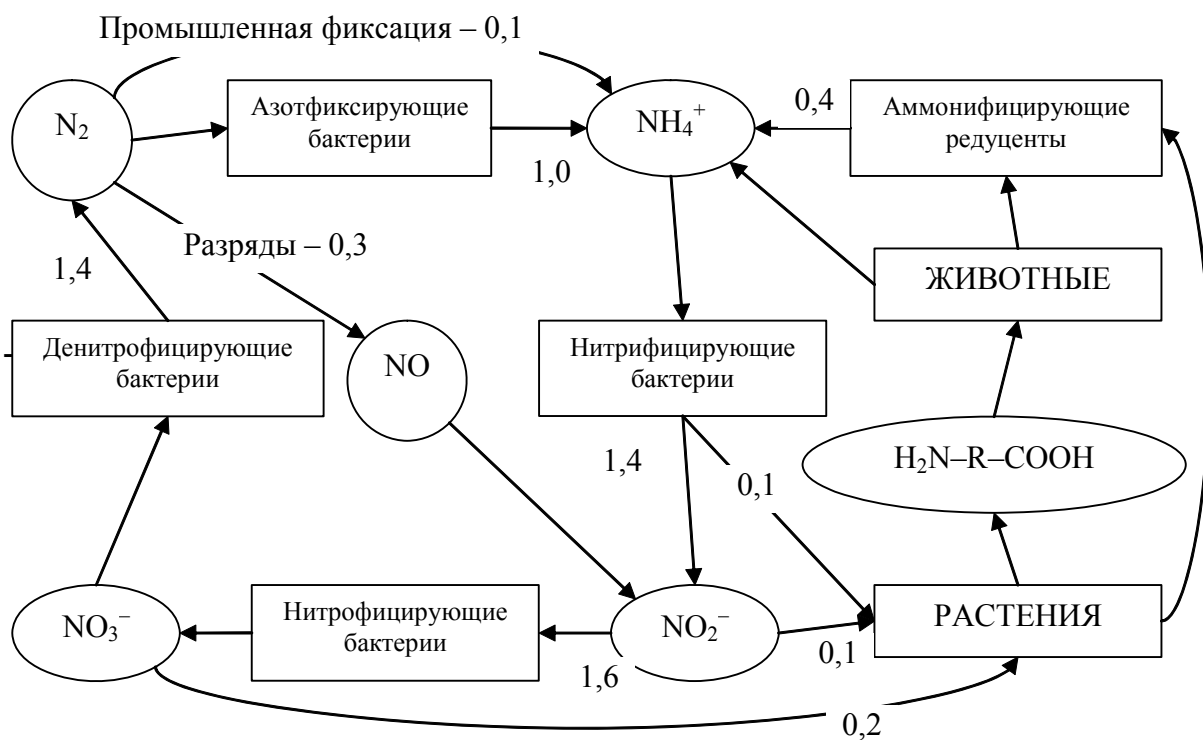 Промышленная фиксация – 0,1
N₂
Азотфиксирующие
бактерии
1,0
NH₄⁺
0,4
Аммонифицирующие
редуценты
Разряды – 0,3
1,4
ЖИВОТНЫЕ
Денитрофицирующие
бактерии
NO
Нитрифицирующие
бактерии
1,4
0,1
H₂N–R–COOH
NO₃⁻
Нитрофицирующие
бактерии
1,6
NO₂⁻
0,1
РАСТЕНИЯ
0,2